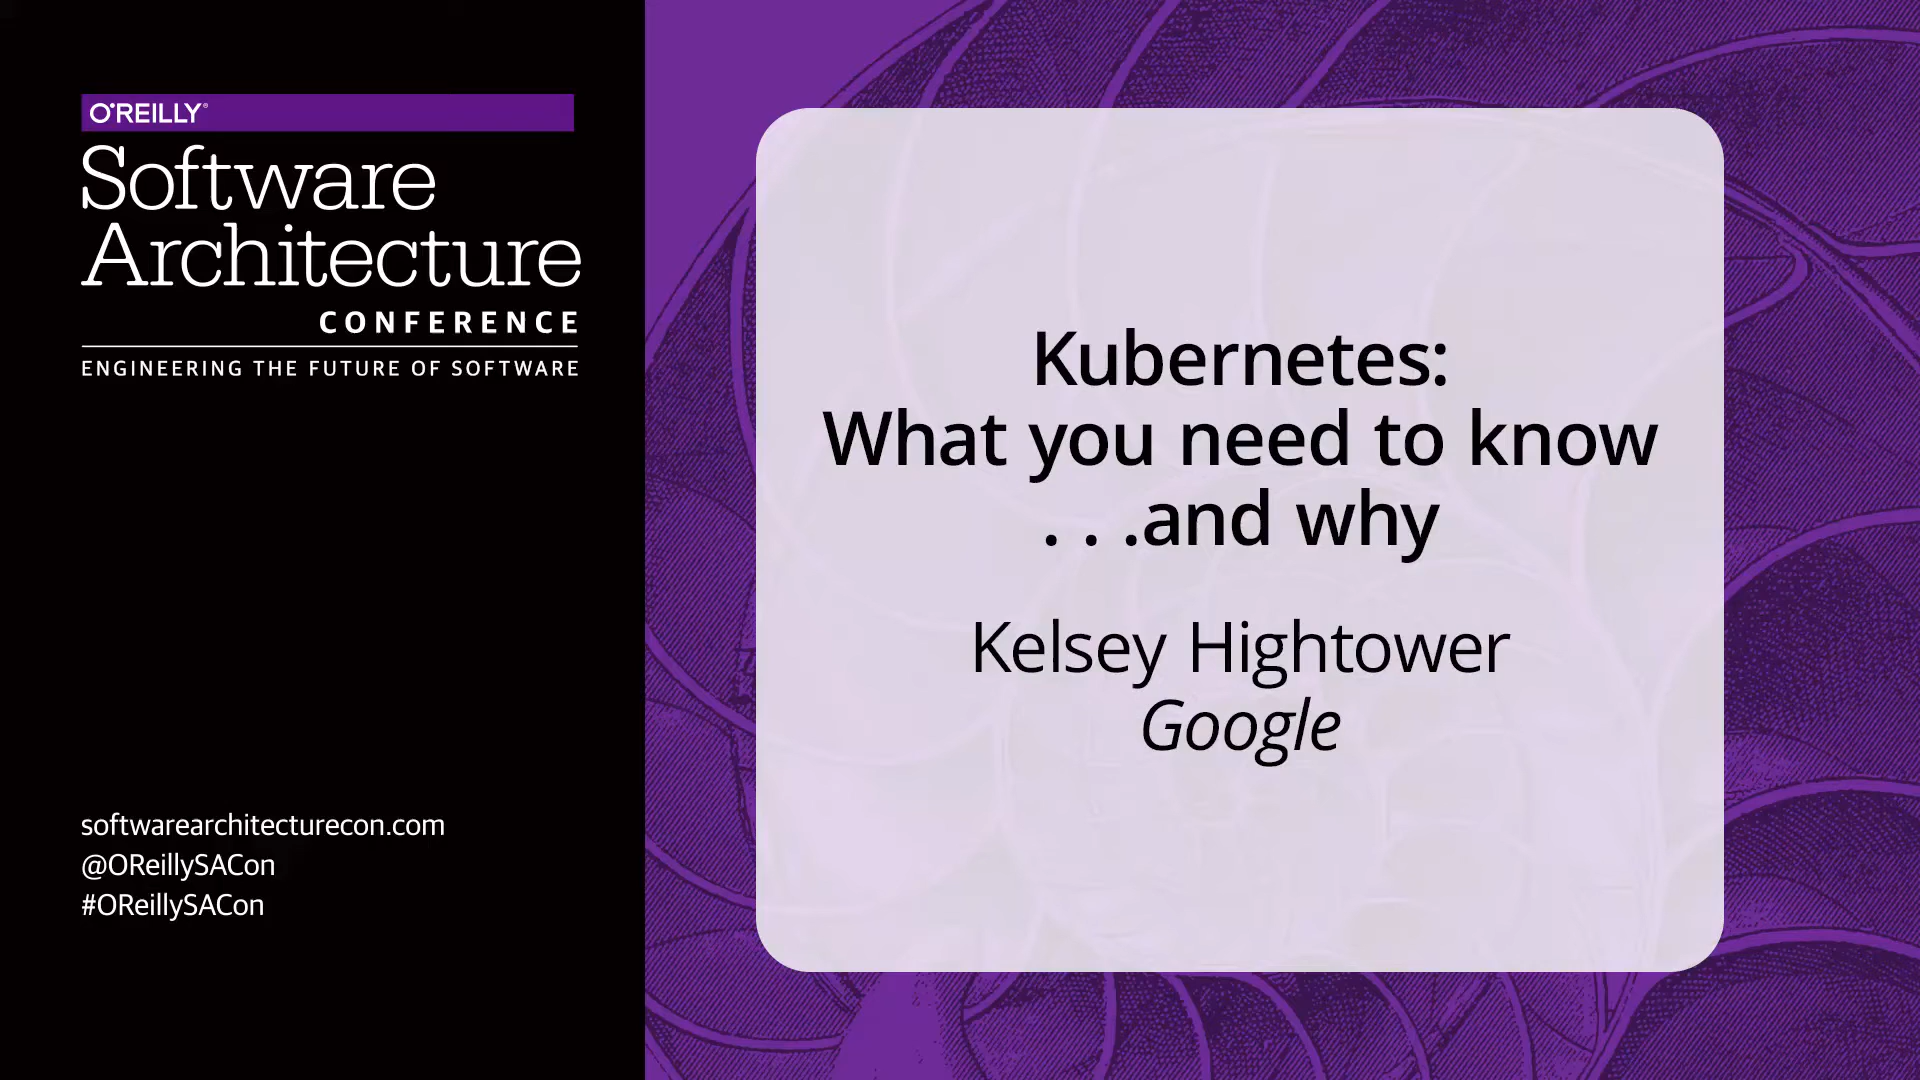 O'REILLY®
Software
Architecture
CONFERENCE
ENGINEERING THE FUTURE OF SOFTWARE
softwarearchitecturecon.com
@OReillySACon
#OReillySACon
Kubernetes:
What you need to know
. . .and why
Kelsey Hightower
Google